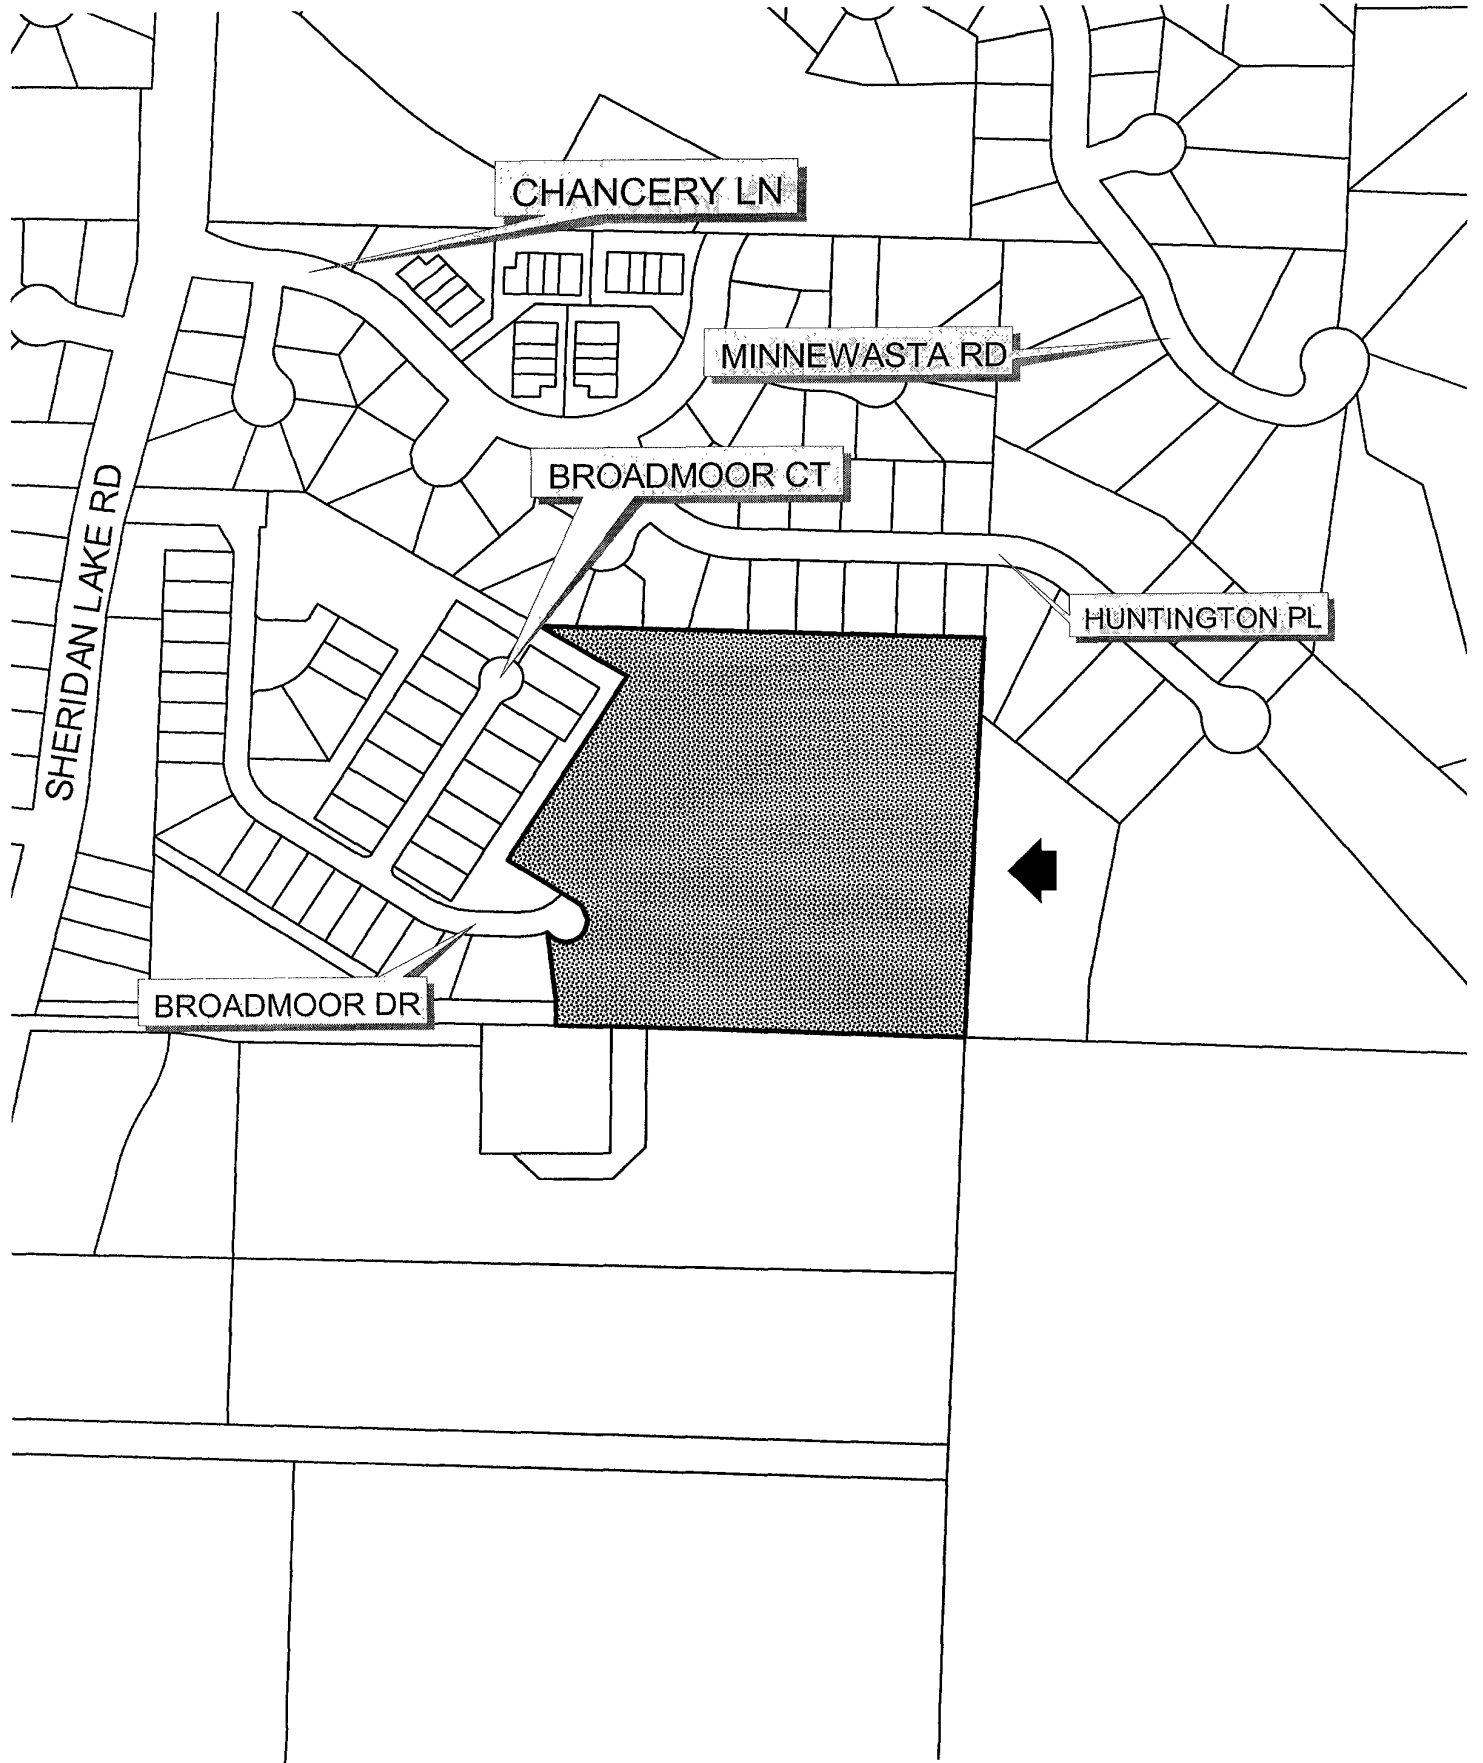 CHANCERY LN
MINNEWASTA RD
BROADMOOR CT
SHERIDAN LAKE RD
HUNTINGTON PL
BROADMOOR DR